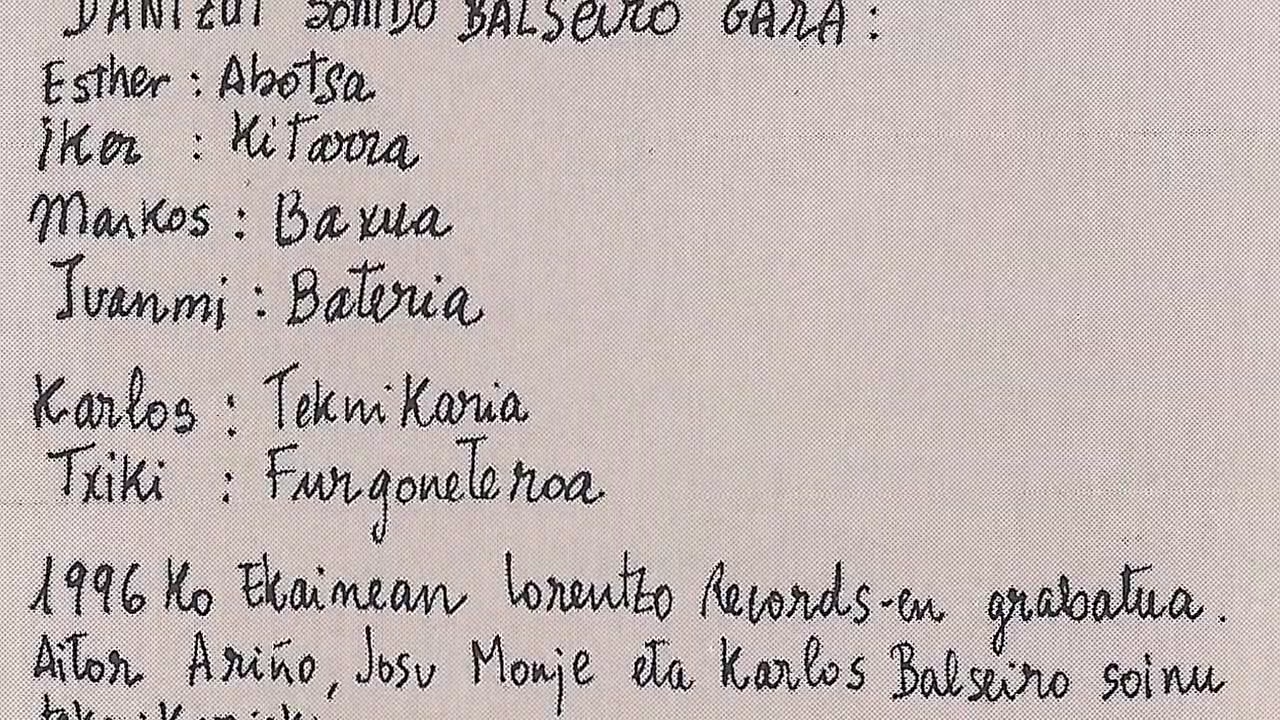 DANTZUT SONIDO BALSEIRO GARA :
Esther : Abotsa
iKer : KiTarra
Markos : Baxua
Juanmi : Bateria
Karlos : TekniKaria
Txiki : FurgoneTeroa.
1996 Ko Ekainean Lorentzo Records-en grabatua.
Aitor Ariño, Josu Monje eta Karlos Balseiro soinu